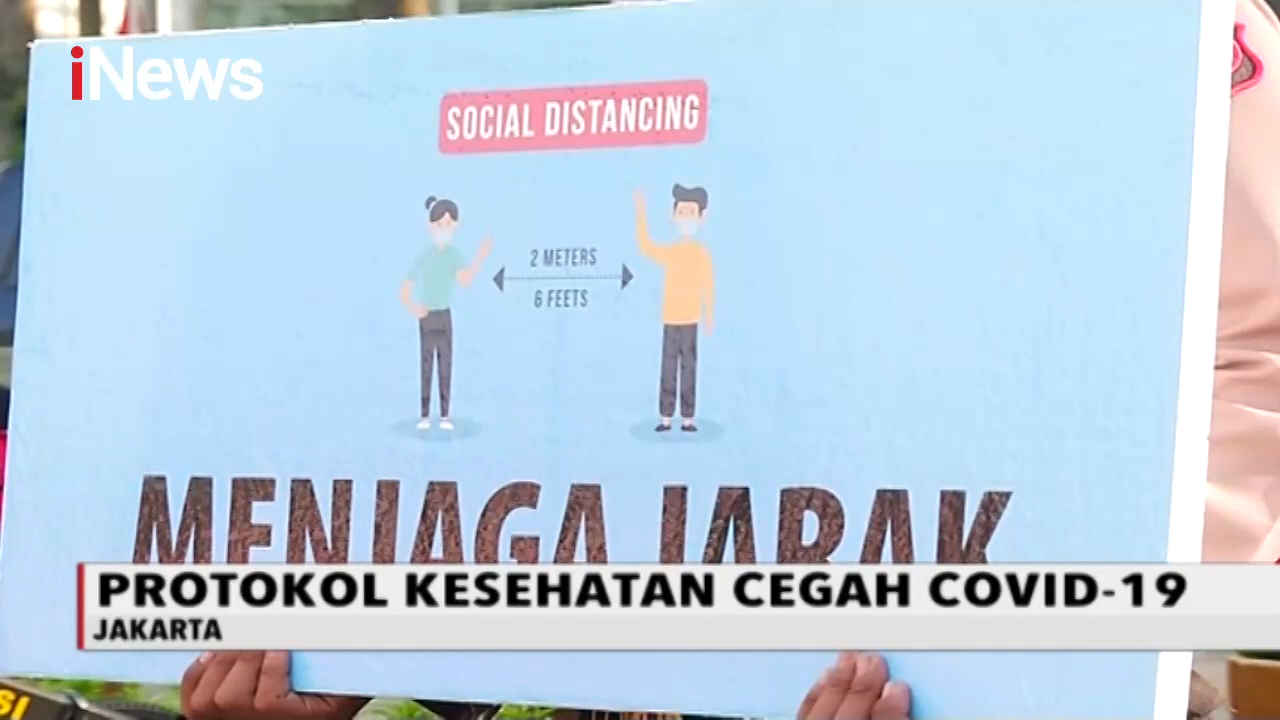 iNews
SOCIAL DISTANCING
2 METERS
6 FEETS
MENJAGA JARAK
PROTOKOL KESEHATAN CEGAH COVID-19
JAKARTA